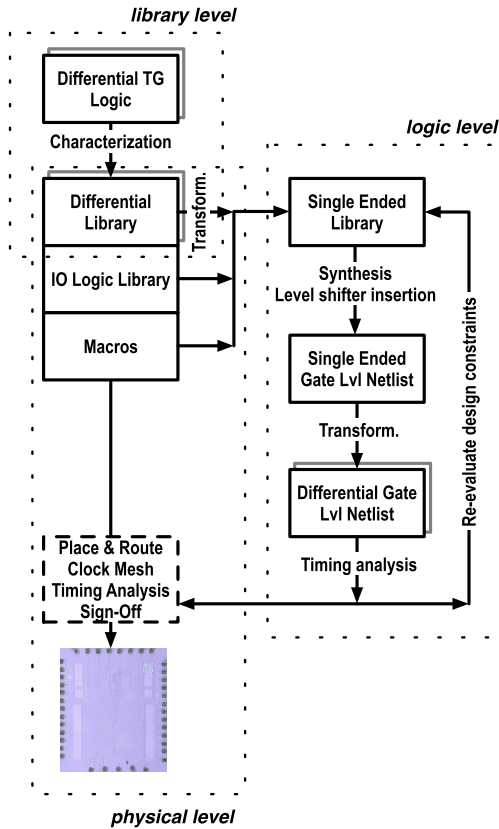 library level
Differential TG
Logic
Characterization
Differential
Library
Transform.
IO Logic Library
Macros
Place & Route
Clock Mesh
Timing Analysis
Sign-Off
physical level
logic level
Single Ended
Library
Synthesis
Level shifter insertion
Single Ended
Gate Lvl Netlist
Transform.
Differential Gate
Lvl Netlist
Timing analysis
Re-evaluate design constraints